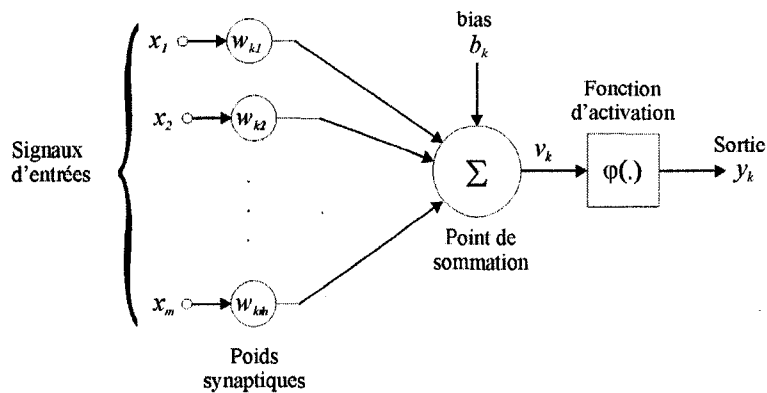 bias
b_k
x_1
w_k1
Fonction
d'activation
x_2
w_k2
Signaux
d'entrées
Σ
v_k
φ(.)
Sortie
y_k
Point de
sommation
x_m
w_km
Poids
synaptiques